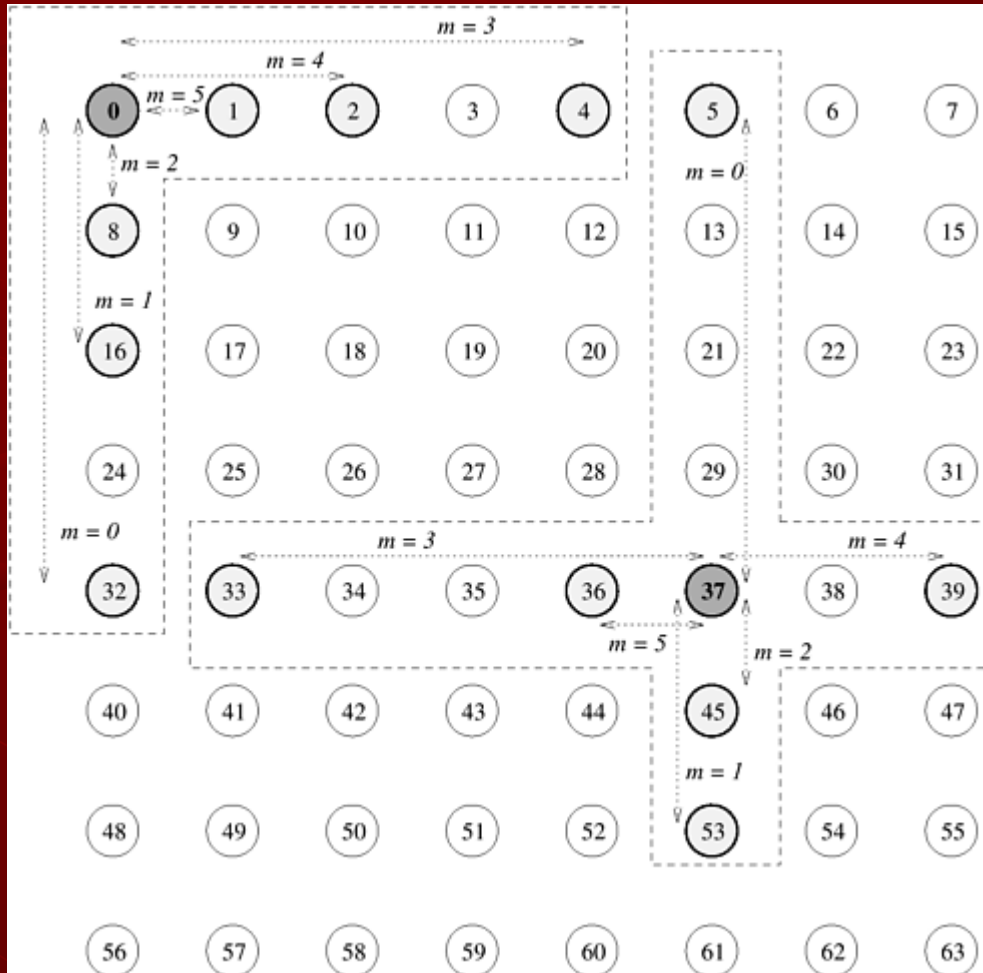 m = 3
m = 4
0 m = 5 1 2 3 4 5 6 7
m = 2 m = 0
8 9 10 11 12 13 14 15
m = 1
16 17 18 19 20 21 22 23
24 25 26 27 28 29 30 31
m = 0 m = 3 m = 4
32 33 34 35 36 37 38 39
m = 5 m = 2
40 41 42 43 44 45 46 47
m = 1
48 49 50 51 52 53 54 55
56 57 58 59 60 61 62 63